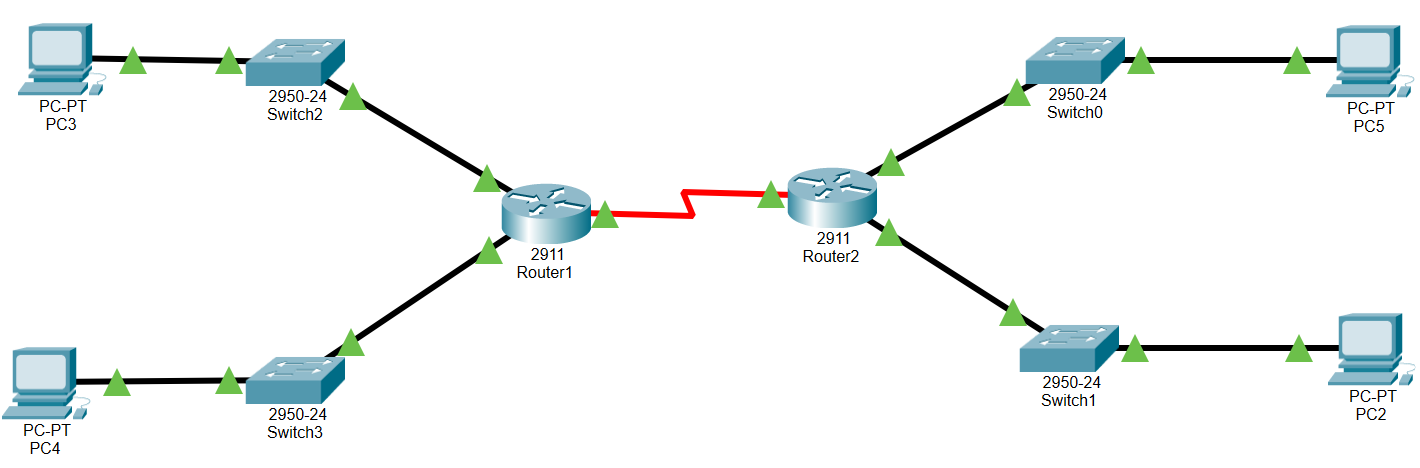 PC-PT
PC3
2950-24
Switch2
2950-24
Switch0
PC-PT
PC5
2911
Router1
2911
Router2
PC-PT
PC4
2950-24
Switch3
2950-24
Switch1
PC-PT
PC2